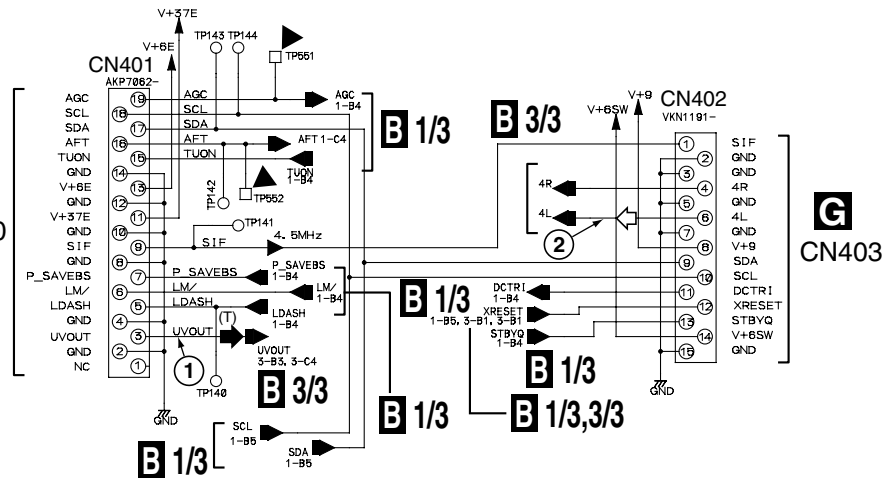 V+37E
V+6E
CN401
AKP7062-
TP143 TP144
TP551
AGC 19 AGC
AGC
1-B4
SCL 18 SCL
SDA 17 SDA
AFT 16 AFT
AFT 1-C4
TUON 15 TUON
TUON
1-B4
GND 14
V+6E 13
GND 12
V+37E 11
GND 10
SIF 9 SIF 4.5MHz
GND 8
P_SAVEBS 7 P_SAVEBS
P_SAVEBS
1-B4
LM/ 6 LM/
LM/
1-B4
LDASH 5 LDASH
LDASH
1-B4
GND 4
UVOUT 3 UVOUT
(T)
UVOUT
3-B3, 3-C4
GND 2
NC 1
1
TP142
TP552
TP141
TP140
GND
B 1/3
B 3/3
B 1/3
B 3/3
B 1/3
B 1/3
SCL
1-B5
SDA
1-B5
V+9
V+6SW
CN402
VKN1191-
1 SIF
2 GND
3 GND
4R
4 4R
5 GND
4L
6 4L
2
7 GND
8 V+9
9 SDA
10 SCL
DCTRI
1-B4
11 DCTRI
XRESET
1-B5, 3-B1, 3-B1
12 XRESET
STBYQ
1-B4
13 STBYQ
14 V+6SW
15 GND
GND
B 1/3
B 1/3,3/3
G
CN403